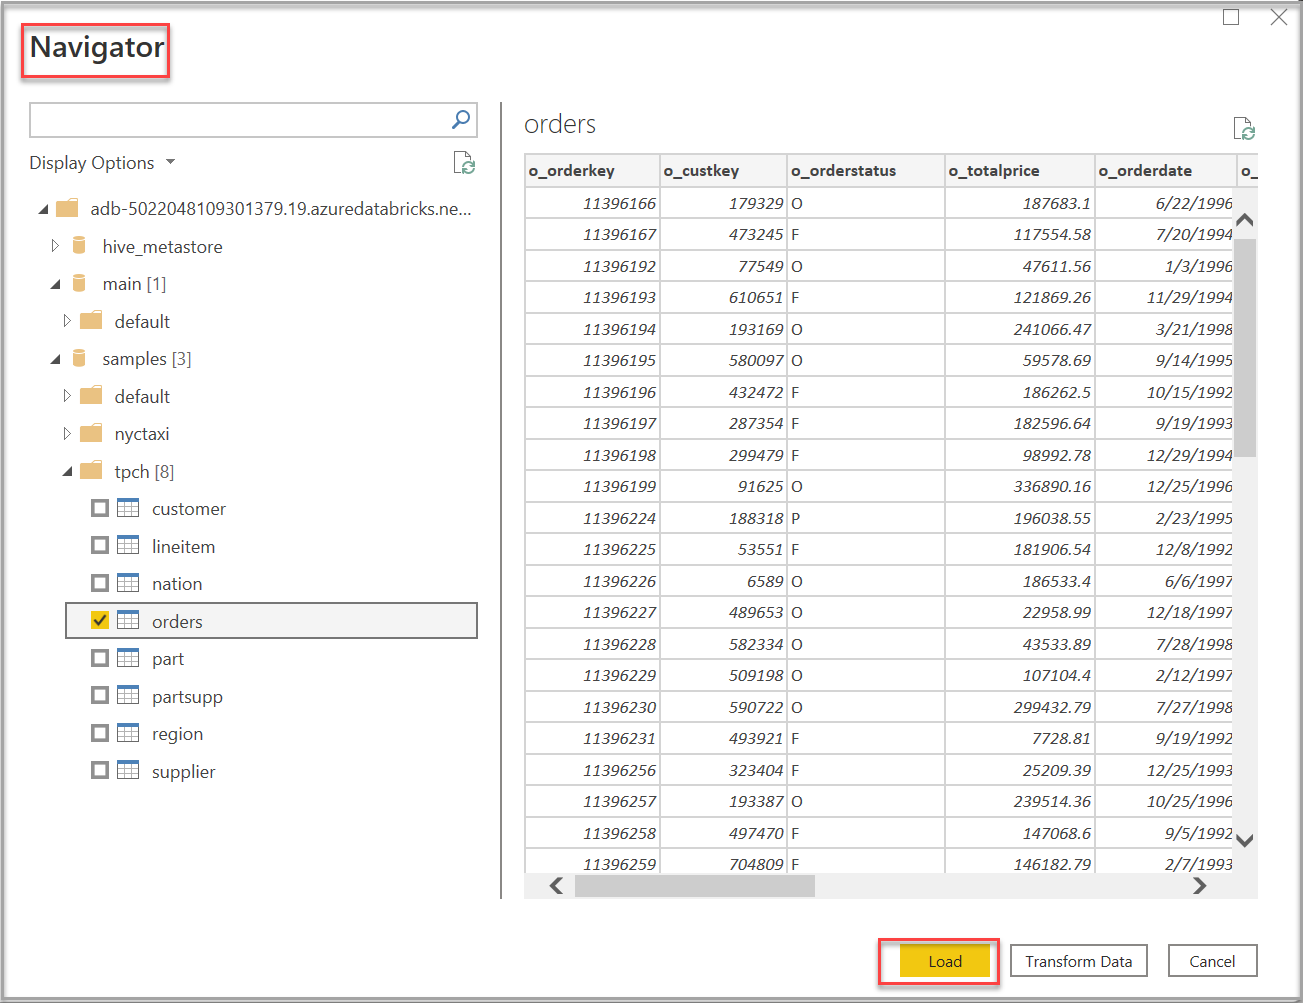 Navigator
Display Options
adb-5022048109301379.19.azuredatabricks.ne...
hive_metastore
main [1]
default
samples [3]
default
nyctaxi
tpch [8]
customer
lineitem
nation
orders
part
partsupp
region
supplier
orders
o_orderkey o_custkey o_orderstatus o_totalprice o_orderdate o_
11396166 179329 O 187683.1 6/22/1996
11396167 473245 F 117554.58 7/20/1994
11396192 77549 O 47611.56 1/3/1996
11396193 610651 F 121869.26 11/29/1994
11396194 193169 O 241066.47 3/21/1998
11396195 580097 O 59578.69 9/14/1995
11396196 432472 F 186262.5 10/15/1992
11396197 287354 F 182596.64 9/19/1993
11396198 299479 F 98992.78 12/29/1994
11396199 91625 O 336890.16 12/25/1996
11396224 188318 P 196038.55 2/23/1995
11396225 53551 F 181906.54 12/8/1992
11396226 6589 O 186533.4 6/6/1997
11396227 489653 O 22958.99 12/18/1997
11396228 582334 O 43533.89 7/28/1998
11396229 509198 O 107104.4 2/12/1997
11396230 590722 O 299432.79 7/27/1998
11396231 493921 F 7728.81 9/19/1992
11396256 323404 F 25209.39 12/25/1993
11396257 193387 O 239514.36 10/25/1996
11396258 497470 F 147068.6 9/5/1992
11396259 704809 F 146182.79 2/7/1993
Load Transform Data Cancel